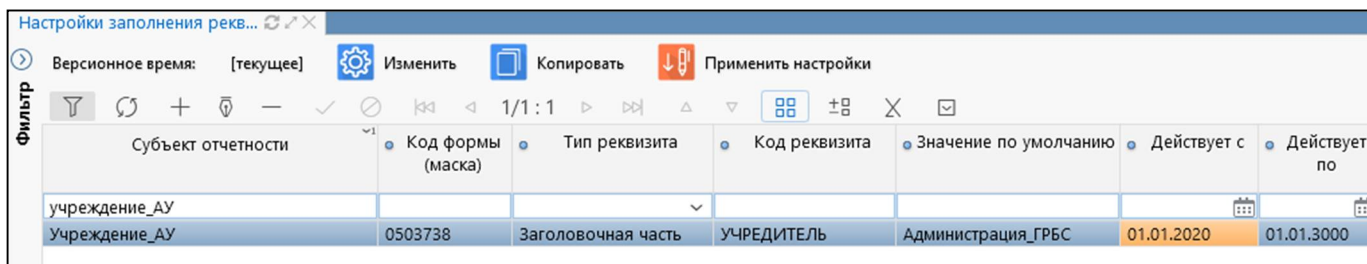 Настройки заполнения рекв...
Версионное время: [текущее] Изменить Копировать Применить настройки
Фильтр
1/1 : 1
Субъект отчетности 1 Код формы (маска) Тип реквизита Код реквизита Значение по умолчанию Действует с Действует по
учреждение_АУ
Учреждение_АУ 0503738 Заголовочная часть УЧРЕДИТЕЛЬ Администрация_ГРБС 01.01.2020 01.01.3000